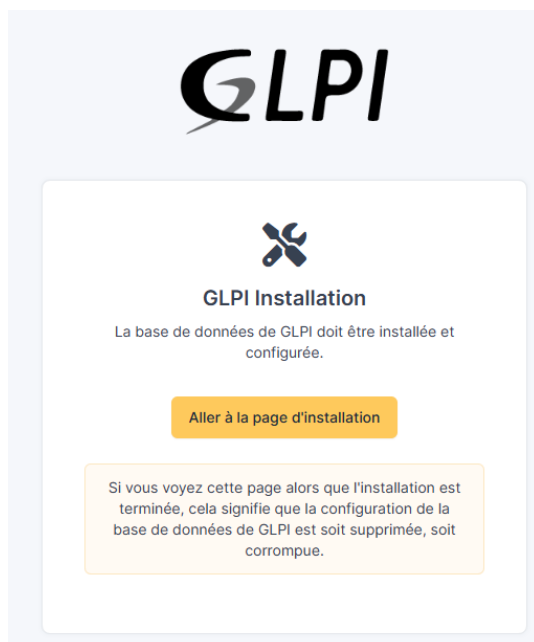 GLPI
GLPI Installation
La base de données de GLPI doit être installée et
configurée.
Aller à la page d'installation
Si vous voyez cette page alors que l'installation est
terminée, cela signifie que la configuration de la
base de données de GLPI est soit supprimée, soit
corrompue.